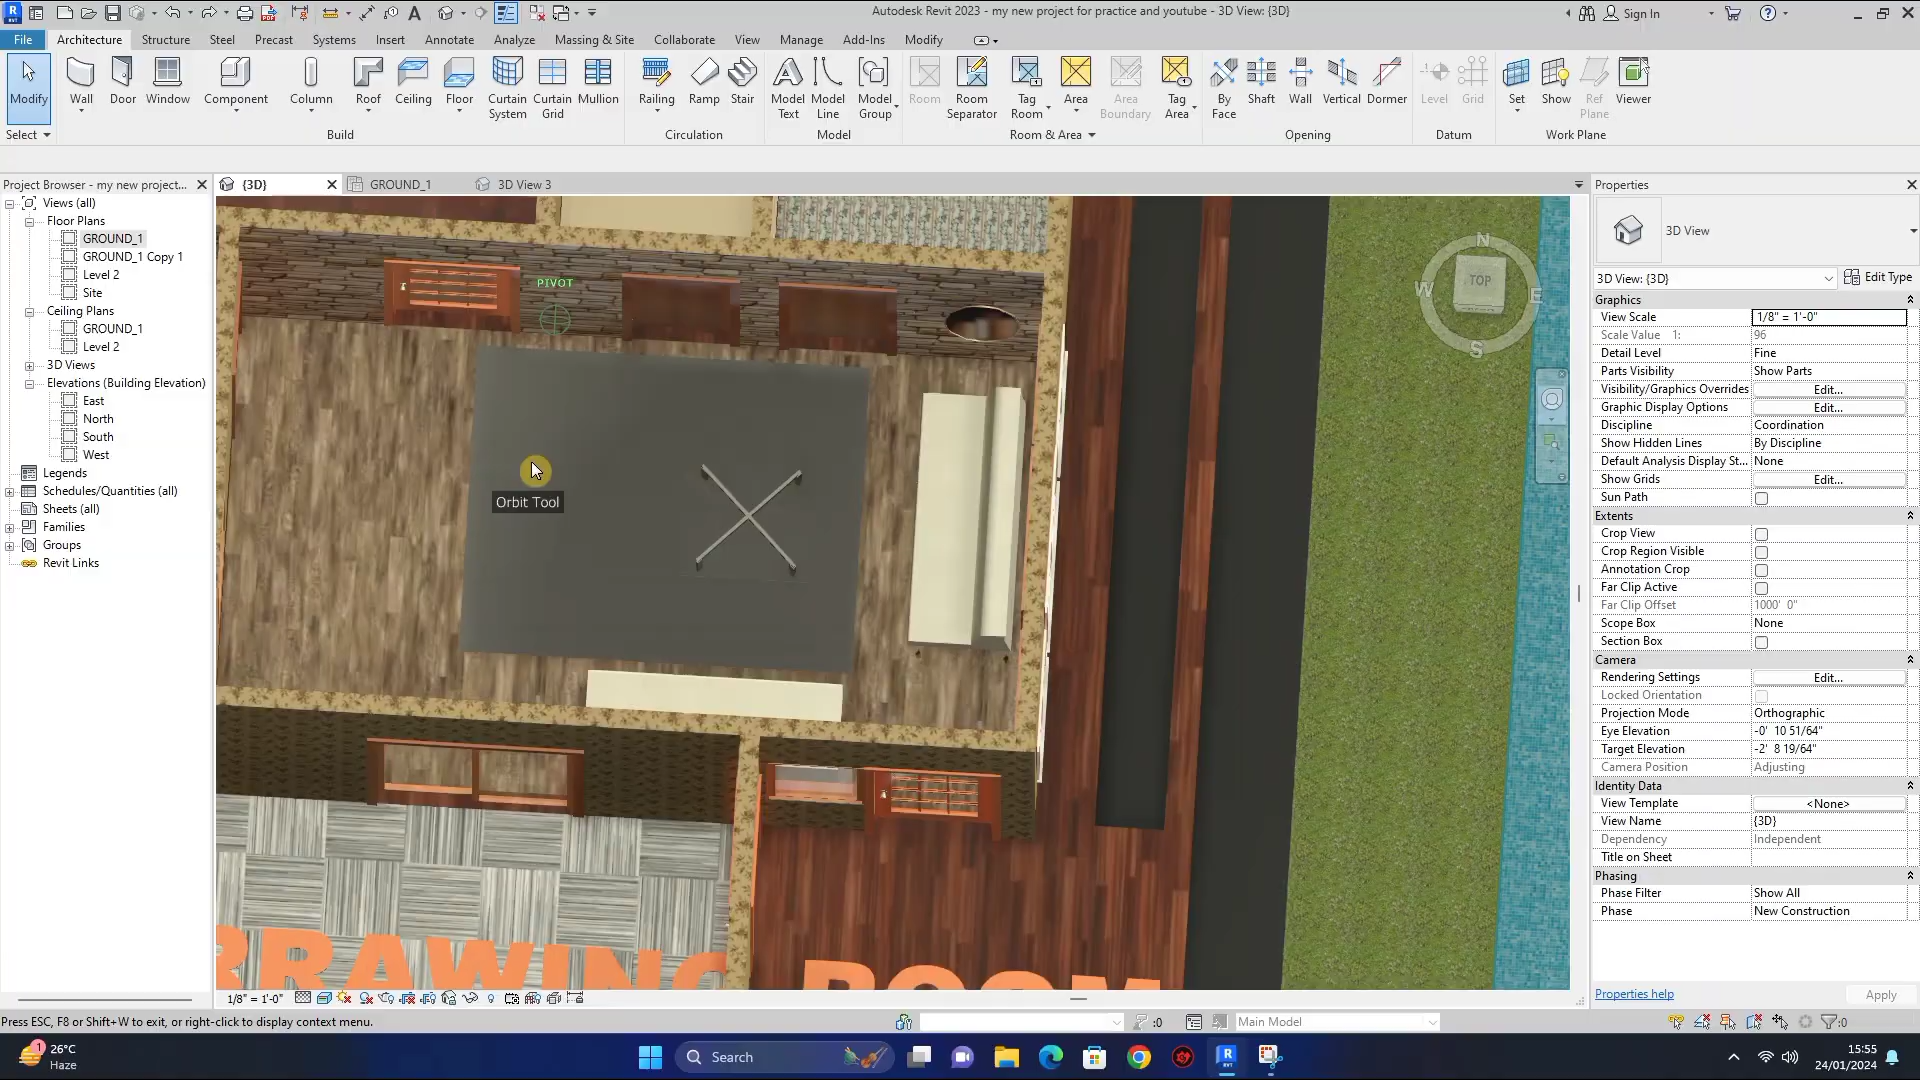 Autodesk Revit 2023 - my new project for practice and youtube - 3D View: {3D}
Sign In
File Architecture Structure Steel Precast Systems Insert Annotate Analyze Massing & Site Collaborate View Manage Add-Ins Modify
Modify Wall Door Window Component Column Roof Ceiling Floor Curtain System Curtain Grid Mullion Railing Ramp Stair Model Text Model Line Model Group Room Room Separator Tag Room Area Area Boundary Tag Area By Face Shaft Wall Vertical Dormer Level Grid Set Show Ref Plane Viewer
Select Build Circulation Model Room & Area Opening Datum Work Plane
Project Browser - my new project...
{3D} GROUND_1 3D View 3
Views (all)
Floor Plans
GROUND_1
GROUND_1 Copy 1
Level 2
Site
Ceiling Plans
GROUND_1
Level 2
3D Views
Elevations (Building Elevation)
East
North
South
West
Legends
Schedules/Quantities (all)
Sheets (all)
Families
Groups
Revit Links
PIVOT
Orbit Tool
N
W TOP E
S
RRAWING ROOM
Properties
3D View
3D View: {3D} Edit Type
Graphics
View Scale 1/8" = 1'-0"
Scale Value 1: 96
Detail Level Fine
Parts Visibility Show Parts
Visibility/Graphics Overrides Edit...
Graphic Display Options Edit...
Discipline Coordination
Show Hidden Lines By Discipline
Default Analysis Display St... None
Show Grids Edit...
Sun Path
Extents
Crop View
Crop Region Visible
Annotation Crop
Far Clip Active
Far Clip Offset 1000' 0"
Scope Box None
Section Box
Camera
Rendering Settings Edit...
Locked Orientation
Projection Mode Orthographic
Eye Elevation -0' 10 51/64"
Target Elevation -2' 8 19/64"
Camera Position Adjusting
Identity Data
View Template <None>
View Name {3D}
Dependency Independent
Title on Sheet
Phasing
Phase Filter Show All
Phase New Construction
Properties help Apply
1/8" = 1'-0"
Press ESC, F8 or Shift+W to exit, or right-click to display context menu.
:0
Main Model
:0
1
26°C
Haze
Search
15:55
24/01/2024